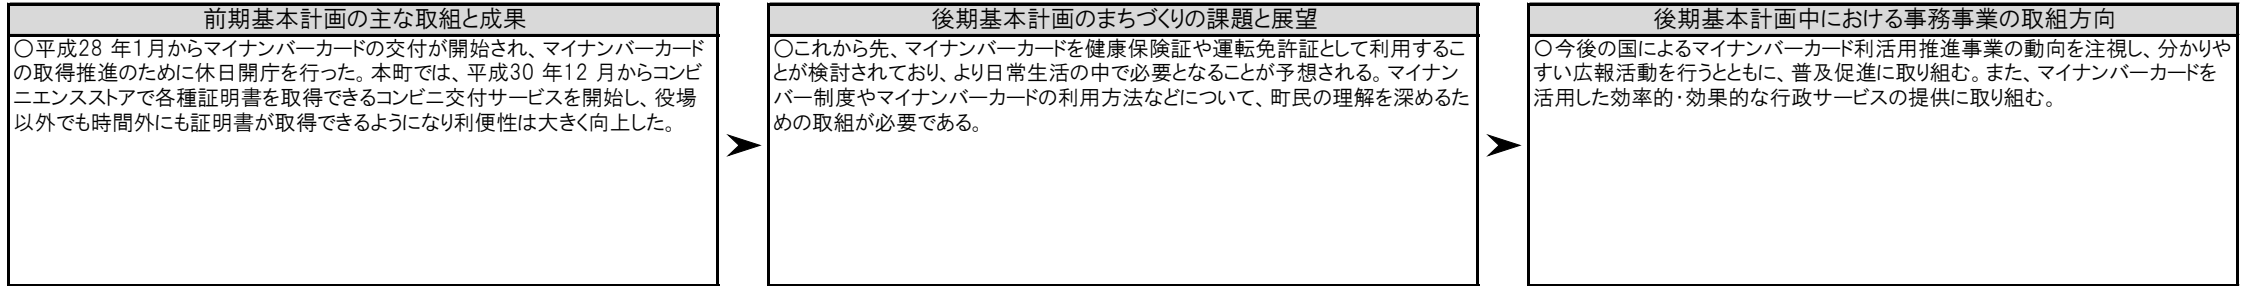 前期基本計画の主な取組と成果
〇平成28 年1月からマイナンバーカードの交付が開始され、マイナンバーカード
の取得推進のために休日開庁を行った。本町では、平成30 年12 月からコンビ
ニエンスストアで各種証明書を取得できるコンビニ交付サービスを開始し、役場
以外でも時間外にも証明書が取得できるようになり利便性は大きく向上した。
後期基本計画のまちづくりの課題と展望
〇これから先、マイナンバーカードを健康保険証や運転免許証として利用するこ
とが検討されており、より日常生活の中で必要となることが予想される。マイナン
バー制度やマイナンバーカードの利用方法などについて、町民の理解を深めるた
めの取組が必要である。
後期基本計画中における事務事業の取組方向
〇今後の国によるマイナンバーカード利活用推進事業の動向を注視し、分かりや
すい広報活動を行うとともに、普及促進に取り組む。また、マイナンバーカードを
活用した効率的・効果的な行政サービスの提供に取り組む。